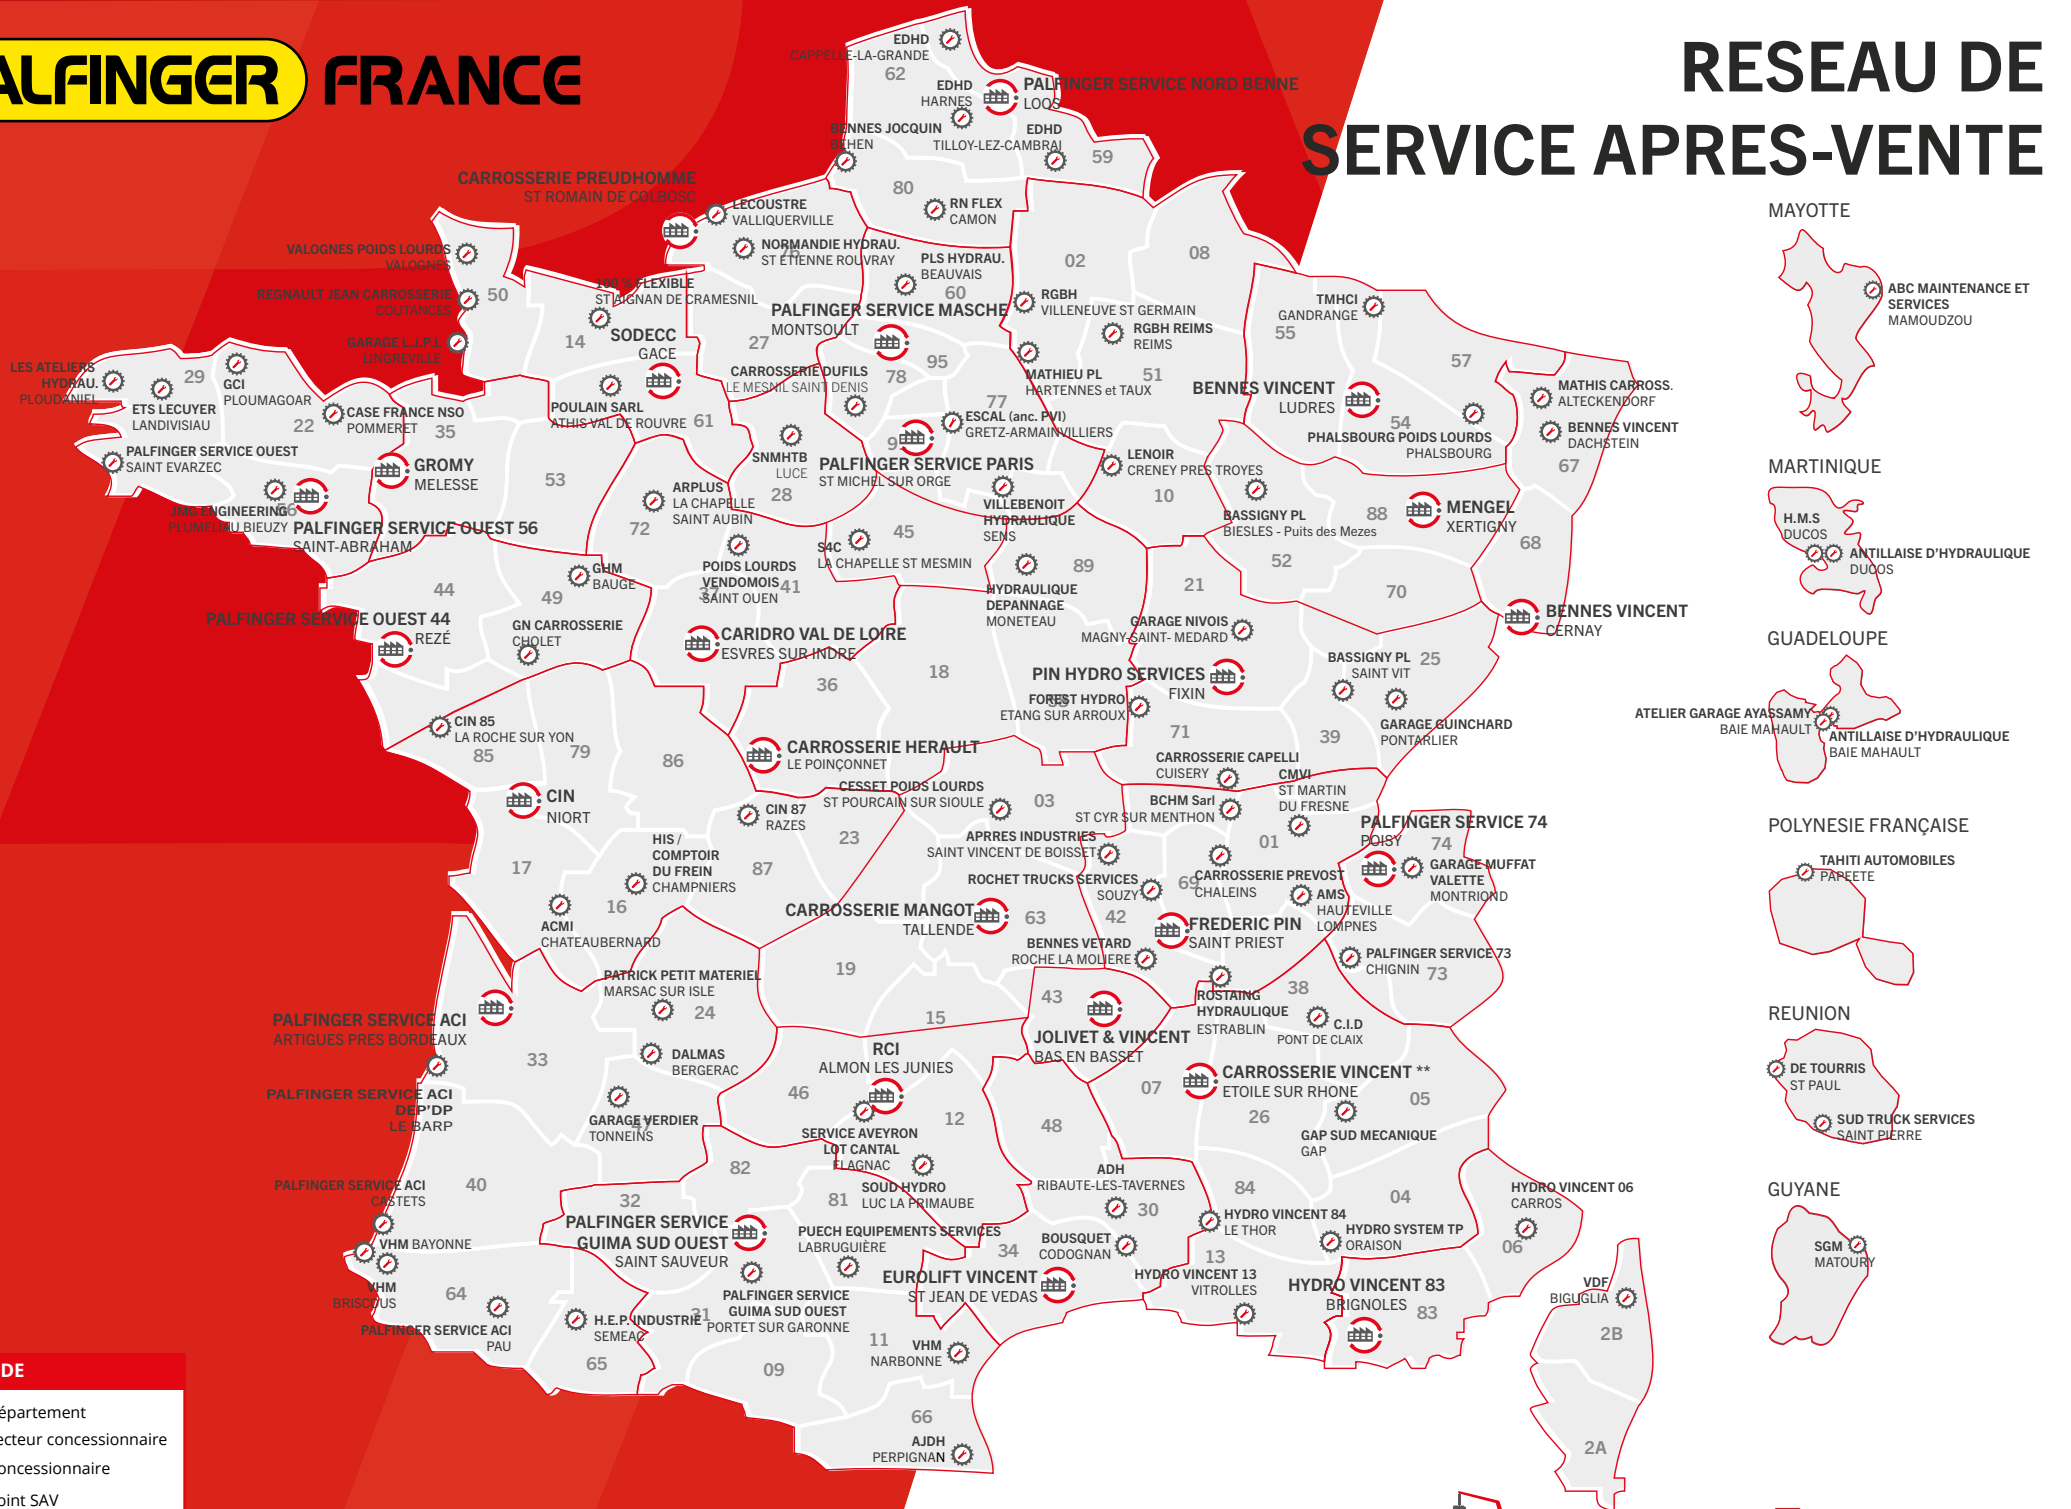 ALFINGER FRANCE
RESEAU DE
SERVICE APRES-VENTE
EDHD
CAPPELLE-LA-GRANDE
62
EDHD
HARNES
PALFINGER SERVICE NORD BENNE
LOOS
BENNES JOCQUIN
BEHEN
EDHD
TILLOY-LEZ-CAMBRAI
59
80
RN FLEX
CAMON
CARROSSERIE PREUDHOMME
ST ROMAIN DE COLBOSC
LECOUSTRE
VALLIQUERVILLE
NORMANDIE HYDRAU.
ST ETIENNE ROUVRAY
76
PLS HYDRAU.
BEAUVAIS
60
02
08
VALOGNES POIDS LOURDS
VALOGNES
REGNAULT JEAN CARROSSERIE
COUTANCES
50
GARAGE L.J.P.L
LINGREVILLE
100 % FLEXIBLE
ST AIGNAN DE CRAMESNIL
14
SODECC
GACE
27
PALFINGER SERVICE MASCHE
MONTSOULT
95
78
CARROSSERIE DUFILS
LE MESNIL SAINT DENIS
RGBH
VILLENEUVE ST GERMAIN
RGBH REIMS
REIMS
MATHIEU PL
HARTENNES et TAUX
51
TMHCI
GANDRANGE
55
57
BENNES VINCENT
LUDRES
54
PHALSBOURG POIDS LOURDS
PHALSBOURG
MATHIS CARROSS.
ALTECKENDORF
BENNES VINCENT
DACHSTEIN
67
LES ATELIERS
HYDRAU.
PLOUDANIEL
29
GCI
PLOUMAGOAR
ETS LECUYER
LANDIVISIAU
22
CASE FRANCE NSO
POMMERET
35
PALFINGER SERVICE OUEST
SAINT EVARZEC
GROMY
MELESSE
53
JMG ENGINEERING
PLUMELIAU BIEUZY
56
PALFINGER SERVICE OUEST 56
SAINT-ABRAHAM
POULAIN SARL
ATHIS VAL DE ROUVRE
61
SNMHTB
LUCE
28
77
ESCAL (anc. PVI)
GRETZ-ARMAINVILLIERS
PALFINGER SERVICE PARIS
ST MICHEL SUR ORGE
VILLEBENOIT
HYDRAULIQUE
SENS
LENOIR
CRENEY PRES TROYES
10
BASSIGNY PL
BIESLES - Puits des Mezes
52
88
MENGEL
XERTIGNY
68
70
BENNES VINCENT
CERNAY
ARPLUS
LA CHAPELLE
SAINT AUBIN
72
POIDS LOURDS
VENDOMOIS
SAINT OUEN
37
41
S4C
LA CHAPELLE ST MESMIN
45
HYDRAULIQUE
DEPANNAGE
MONETEAU
89
21
GARAGE NIVOIS
MAGNY-SAINT- MEDARD
44
PALFINGER SERVICE OUEST 44
REZÉ
GHM
BAUGE
49
GN CARROSSERIE
CHOLET
CARIDRO VAL DE LOIRE
ESVRES SUR INDRE
36
18
PIN HYDRO SERVICES
FIXIN
FOREST HYDRO
ETANG SUR ARROUX
71
BASSIGNY PL
SAINT VIT
25
GARAGE GUINCHARD
PONTARLIER
39
CIN 85
LA ROCHE SUR YON
85
79
86
CARROSSERIE HERAULT
LE POINÇONNET
CIN
NIORT
CESSET POIDS LOURDS
ST POURCAIN SUR SIOULE
03
CARROSSERIE CAPELLI
CUISERY
CMVI
ST MARTIN
DU FRESNE
BCHM Sarl
ST CYR SUR MENTHON
01
PALFINGER SERVICE 74
POISY
74
GARAGE MUFFAT
VALETTE
MONTRIOND
CIN 87
RAZES
23
87
HIS /
COMPTOIR
DU FREIN
CHAMPNIERS
17
16
ACMI
CHATEAUBERNARD
APRRES INDUSTRIES
SAINT VINCENT DE BOISSET
ROCHET TRUCKS SERVICES
SOUZY
69
CARROSSERIE PREVOST
CHALEINS
AMS
HAUTEVILLE
LOMPNES
CARROSSERIE MANGOT
TALLENDE
63
42
FREDERIC PIN
SAINT PRIEST
BENNES VETARD
ROCHE LA MOLIERE
PALFINGER SERVICE 73
CHIGNIN
73
19
PATRICK PETIT MATERIEL
MARSAC SUR ISLE
24
15
43
JOLIVET & VINCENT
BAS EN BASSET
ROSTAING
HYDRAULIQUE
ESTRABLIN
38
C.I.D
PONT DE CLAIX
PALFINGER SERVICE ACI
ARTIGUES PRES BORDEAUX
33
PALFINGER SERVICE ACI
DEP'DP
LE BARP
DALMAS
BERGERAC
GARAGE VERDIER
TONNEINS
47
RCI
ALMON LES JUNIES
46
12
SERVICE AVEYRON
LOT CANTAL
FLAGNAC
SOUD HYDRO
LUC LA PRIMAUBE
48
07
CARROSSERIE VINCENT **
ETOILE SUR RHONE
26
05
GAP SUD MECANIQUE
GAP
PALFINGER SERVICE ACI
CASTETS
40
32
82
81
ADH
RIBAUTE-LES-TAVERNES
30
84
04
HYDRO VINCENT 84
LE THOR
HYDRO SYSTEM TP
ORAISON
HYDRO VINCENT 06
CARROS
06
VHM BAYONNE
VHM
BRISCOUS
64
PALFINGER SERVICE ACI
PAU
PALFINGER SERVICE
GUIMA SUD OUEST
SAINT SAUVEUR
PUECH EQUIPEMENTS SERVICES
LABRUGUIÈRE
34
BOUSQUET
CODOGNAN
13
HYDRO VINCENT 13
VITROLLES
EUROLIFT VINCENT
ST JEAN DE VEDAS
HYDRO VINCENT 83
BRIGNOLES
83
H.E.P. INDUSTRIE
SEMEAC
31
65
PALFINGER SERVICE
GUIMA SUD OUEST
PORTET SUR GARONNE
09
11
VHM
NARBONNE
66
AJDH
PERPIGNAN
VDF
BIGUGLIA
2B
2A
MAYOTTE
ABC MAINTENANCE ET
SERVICES
MAMOUDZOU
MARTINIQUE
H.M.S
DUCOS
ANTILLAISE D'HYDRAULIQUE
DUCOS
GUADELOUPE
ATELIER GARAGE AYASSAMY
BAIE MAHAULT
ANTILLAISE D'HYDRAULIQUE
BAIE MAHAULT
POLYNESIE FRANÇAISE
TAHITI AUTOMOBILES
PAPEETE
REUNION
DE TOURRIS
ST PAUL
SUD TRUCK SERVICES
SAINT PIERRE
GUYANE
SGM
MATOURY
DE
épartement
ecteur concessionnaire
oncessionnaire
oint SAV